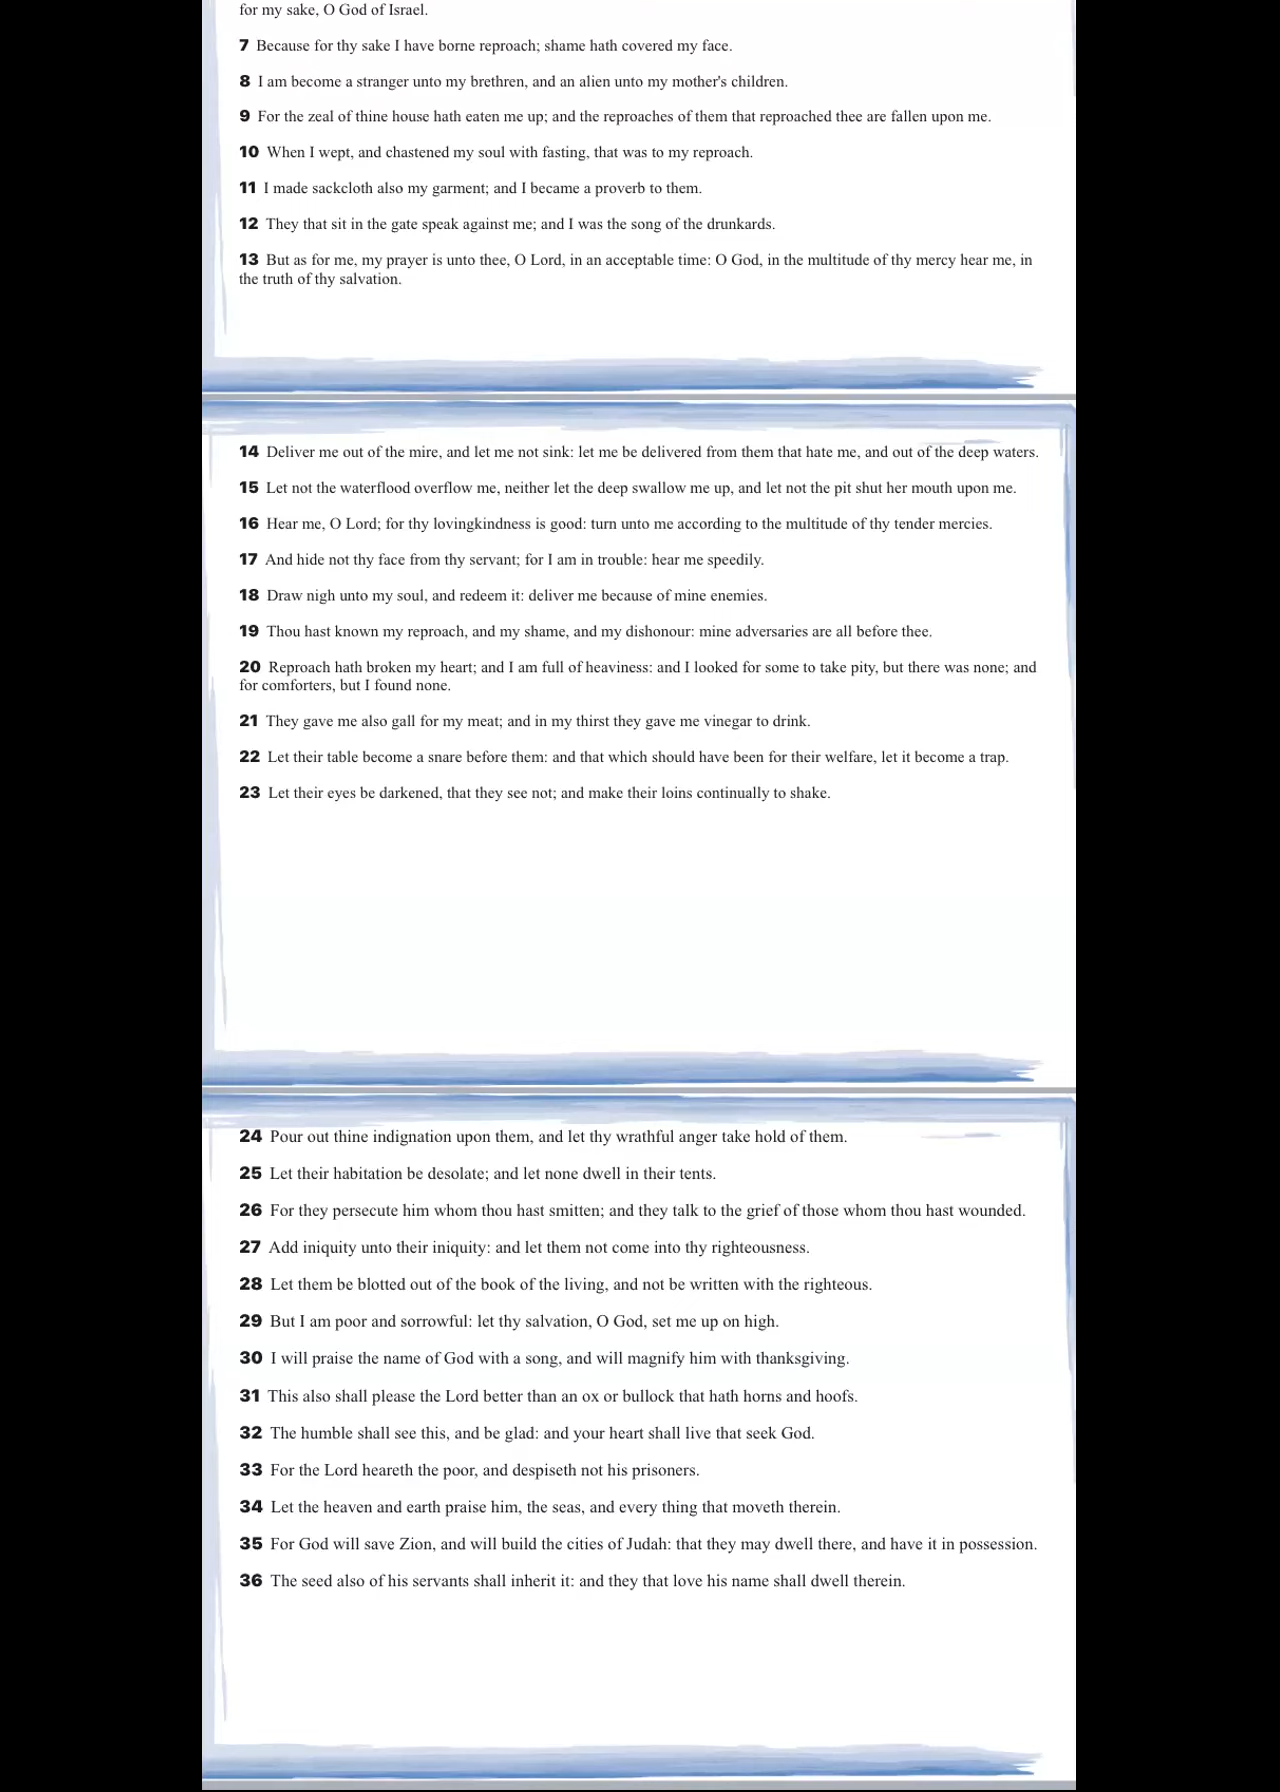 for my sake, O God of Israel.
7 Because for thy sake I have borne reproach; shame hath covered my face.
8 I am become a stranger unto my brethren, and an alien unto my mother's children.
9 For the zeal of thine house hath eaten me up; and the reproaches of them that reproached thee are fallen upon me.
10 When I wept, and chastened my soul with fasting, that was to my reproach.
11 I made sackcloth also my garment; and I became a proverb to them.
12 They that sit in the gate speak against me; and I was the song of the drunkards.
13 But as for me, my prayer is unto thee, O Lord, in an acceptable time: O God, in the multitude of thy mercy hear me, in
the truth of thy salvation.
14 Deliver me out of the mire, and let me not sink: let me be delivered from them that hate me, and out of the deep waters.
15 Let not the waterflood overflow me, neither let the deep swallow me up, and let not the pit shut her mouth upon me.
16 Hear me, O Lord; for thy lovingkindness is good: turn unto me according to the multitude of thy tender mercies.
17 And hide not thy face from thy servant; for I am in trouble: hear me speedily.
18 Draw nigh unto my soul, and redeem it: deliver me because of mine enemies.
19 Thou hast known my reproach, and my shame, and my dishonour: mine adversaries are all before thee.
20 Reproach hath broken my heart; and I am full of heaviness: and I looked for some to take pity, but there was none; and
for comforters, but I found none.
21 They gave me also gall for my meat; and in my thirst they gave me vinegar to drink.
22 Let their table become a snare before them: and that which should have been for their welfare, let it become a trap.
23 Let their eyes be darkened, that they see not; and make their loins continually to shake.
24 Pour out thine indignation upon them, and let thy wrathful anger take hold of them.
25 Let their habitation be desolate; and let none dwell in their tents.
26 For they persecute him whom thou hast smitten; and they talk to the grief of those whom thou hast wounded.
27 Add iniquity unto their iniquity: and let them not come into thy righteousness.
28 Let them be blotted out of the book of the living, and not be written with the righteous.
29 But I am poor and sorrowful: let thy salvation, O God, set me up on high.
30 I will praise the name of God with a song, and will magnify him with thanksgiving.
31 This also shall please the Lord better than an ox or bullock that hath horns and hoofs.
32 The humble shall see this, and be glad: and your heart shall live that seek God.
33 For the Lord heareth the poor, and despiseth not his prisoners.
34 Let the heaven and earth praise him, the seas, and every thing that moveth therein.
35 For God will save Zion, and will build the cities of Judah: that they may dwell there, and have it in possession.
36 The seed also of his servants shall inherit it: and they that love his name shall dwell therein.